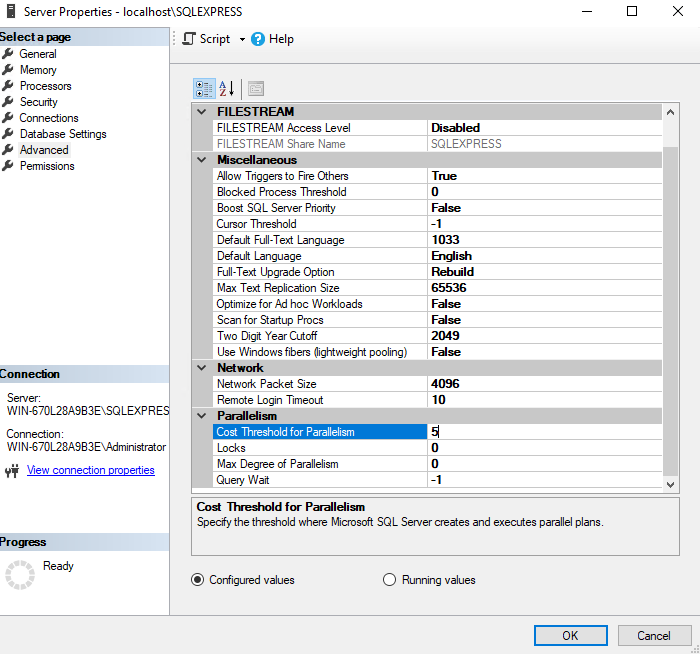 Server Properties - localhost\SQLEXPRESS
Select a page
General
Memory
Processors
Security
Connections
Database Settings
Advanced
Permissions
Connection
Server:
WIN-670L28A9B3E\SQLEXPRESS
Connection:
WIN-670L28A9B3E\Administrator
View connection properties
Progress
Ready
Script Help
FILESTREAM
FILESTREAM Access Level Disabled
FILESTREAM Share Name SQLEXPRESS
Miscellaneous
Allow Triggers to Fire Others True
Blocked Process Threshold 0
Boost SQL Server Priority False
Cursor Threshold -1
Default Full-Text Language 1033
Default Language English
Full-Text Upgrade Option Rebuild
Max Text Replication Size 65536
Optimize for Ad hoc Workloads False
Scan for Startup Procs False
Two Digit Year Cutoff 2049
Use Windows fibers (lightweight pooling) False
Network
Network Packet Size 4096
Remote Login Timeout 10
Parallelism
Cost Threshold for Parallelism 5
Locks 0
Max Degree of Parallelism 0
Query Wait -1
Cost Threshold for Parallelism
Specify the threshold where Microsoft SQL Server creates and executes parallel plans.
Configured values Running values
OK Cancel